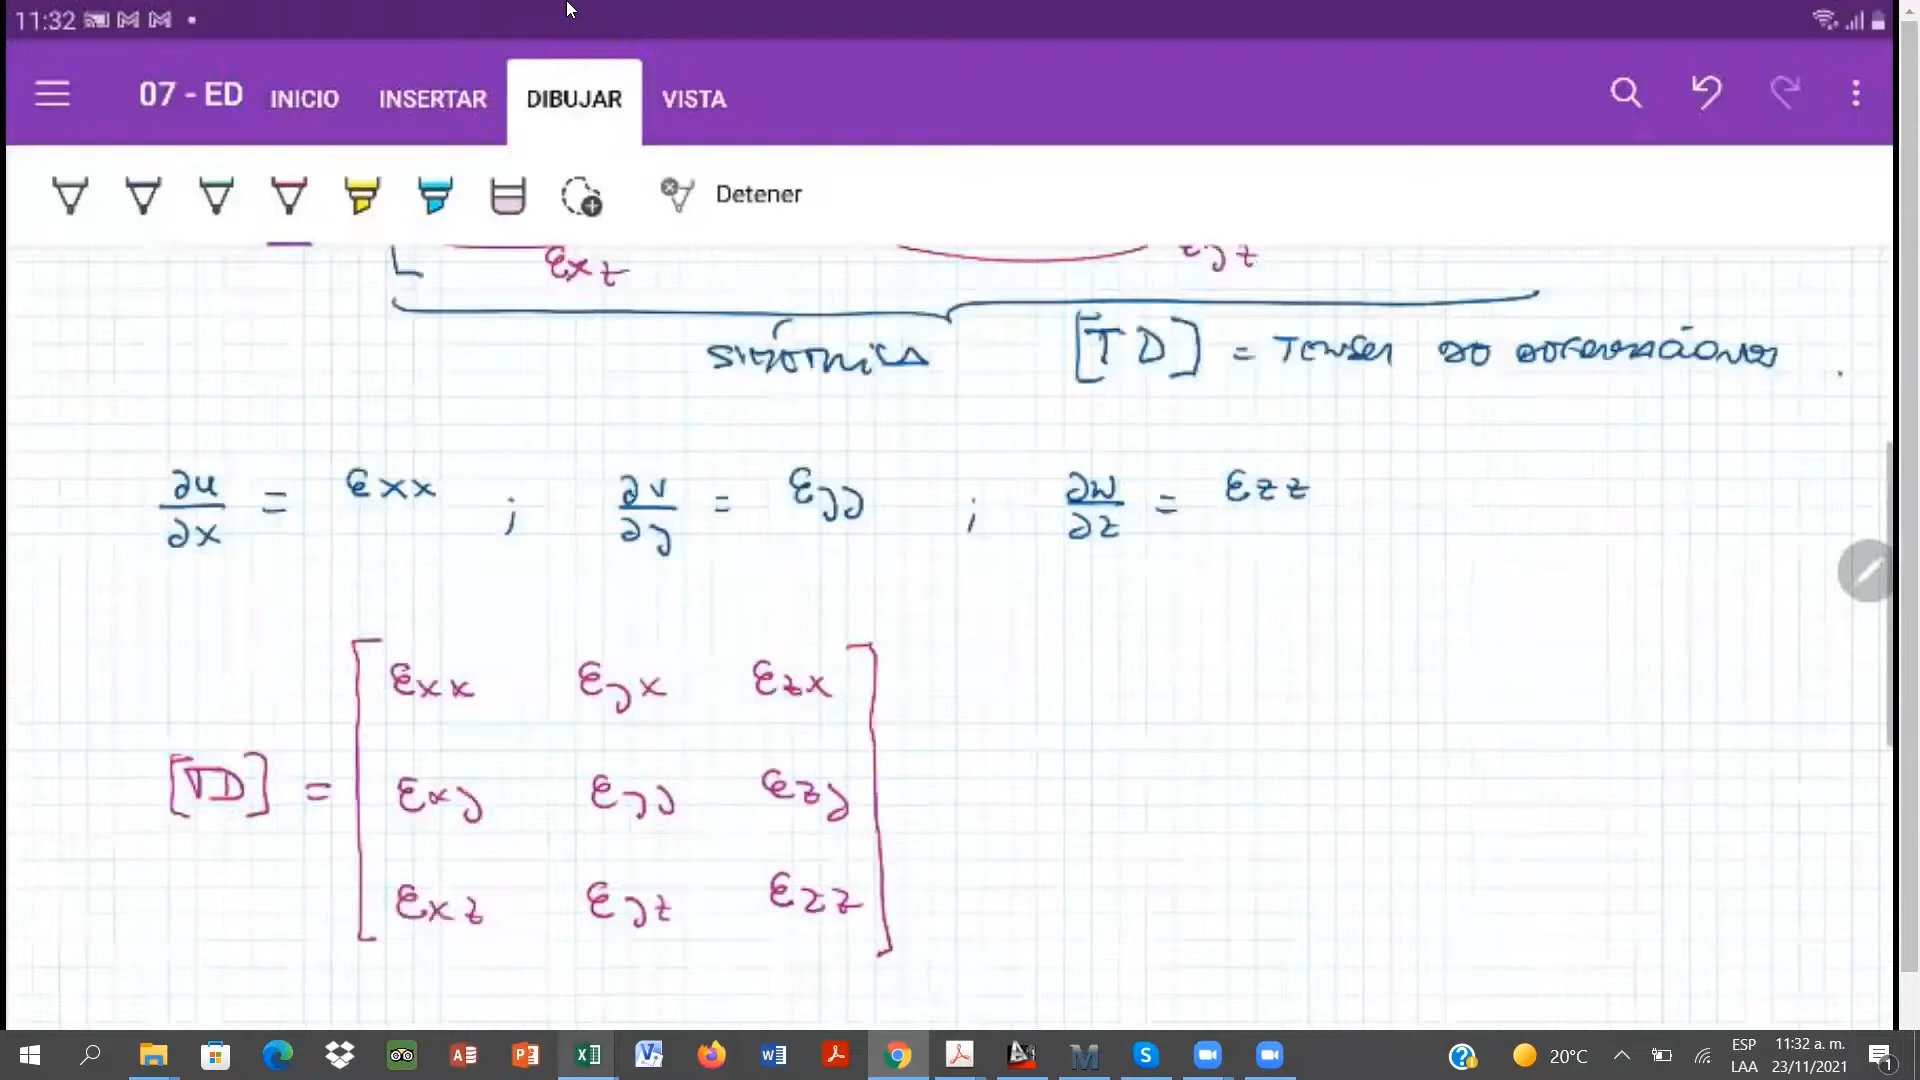 11:32
07 - ED INICIO INSERTAR DIBUJAR VISTA
Detener
εxz εyz
simétrica [TD] = Tensor de deformaciones.
∂u/∂x = εxx ; ∂v/∂y = εyy ; ∂w/∂z = εzz
εxx εyx εzx
[TD] = εxy εyy εzy
εxz εyz εzz
20°C ESP 11:32 a. m.
LAA 23/11/2021 1